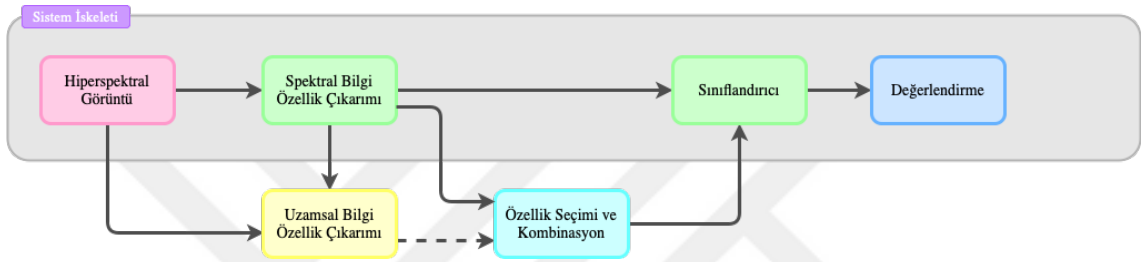 Sistem İskeleti
Hiperspektral
Görüntü
Spektral Bilgi
Özellik Çıkarımı
Sınıflandırıcı
Değerlendirme
Uzamsal Bilgi
Özellik Çıkarımı
Özellik Seçimi ve
Kombinasyon